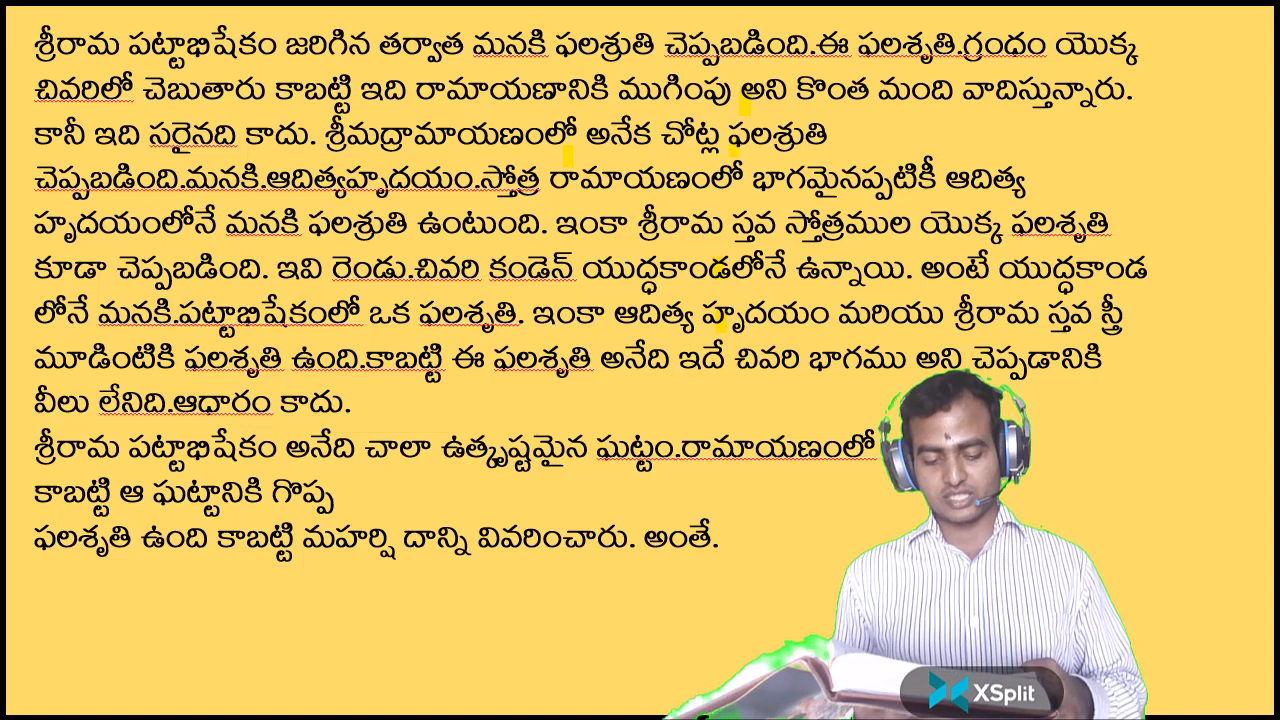 శ్రీరామ పట్టాభిషేకం జరిగిన తర్వాత మనకి ఫలశ్రుతి చెప్పబడింది.ఈ ఫలశృతి.గ్రంధం యొక్క
చివరిలో చెబుతారు కాబట్టి ఇది రామాయణానికి ముగింపు అని కొంత మంది వాదిస్తున్నారు.
కానీ ఇది సరైనది కాదు. శ్రీమద్రామాయణంలో అనేక చోట్ల ఫలశ్రుతి
చెప్పబడింది.మనకి.ఆదిత్యహృదయం.స్తోత్ర రామాయణంలో భాగమైనప్పటికీ ఆదిత్య
హృదయంలోనే మనకి ఫలశ్రుతి ఉంటుంది. ఇంకా శ్రీరామ స్తవ స్తోత్రముల యొక్క ఫలశృతి
కూడా చెప్పబడింది. ఇవి రెండు.చివరి కండెన్ యుద్ధకాండలోనే ఉన్నాయి. అంటే యుద్ధకాండ
లోనే మనకి.పట్టాభిషేకంలో ఒక ఫలశృతి. ఇంకా ఆదిత్య హృదయం మరియు శ్రీరామ స్తవ స్త్రీ
మూడింటికి ఫలశృతి ఉంది.కాబట్టి ఈ ఫలశృతి అనేది ఇదే చివరి భాగము అని చెప్పడానికి
వీలు లేనిది.ఆధారం కాదు.
శ్రీరామ పట్టాభిషేకం అనేది చాలా ఉత్కృష్టమైన ఘట్టం.రామాయణంలో
కాబట్టి ఆ ఘట్టానికి గొప్ప
ఫలశృతి ఉంది కాబట్టి మహర్షి దాన్ని వివరించారు. అంతే.
XSplit